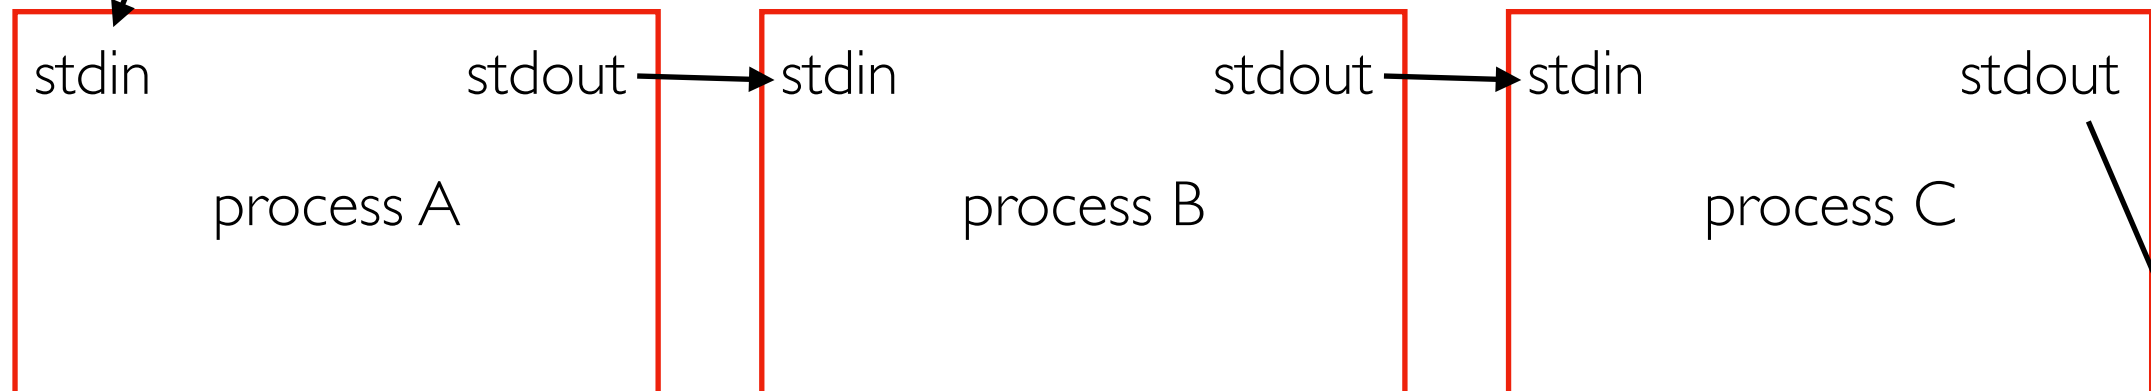 stdin stdout stdin stdout stdin stdout
process A process B process C